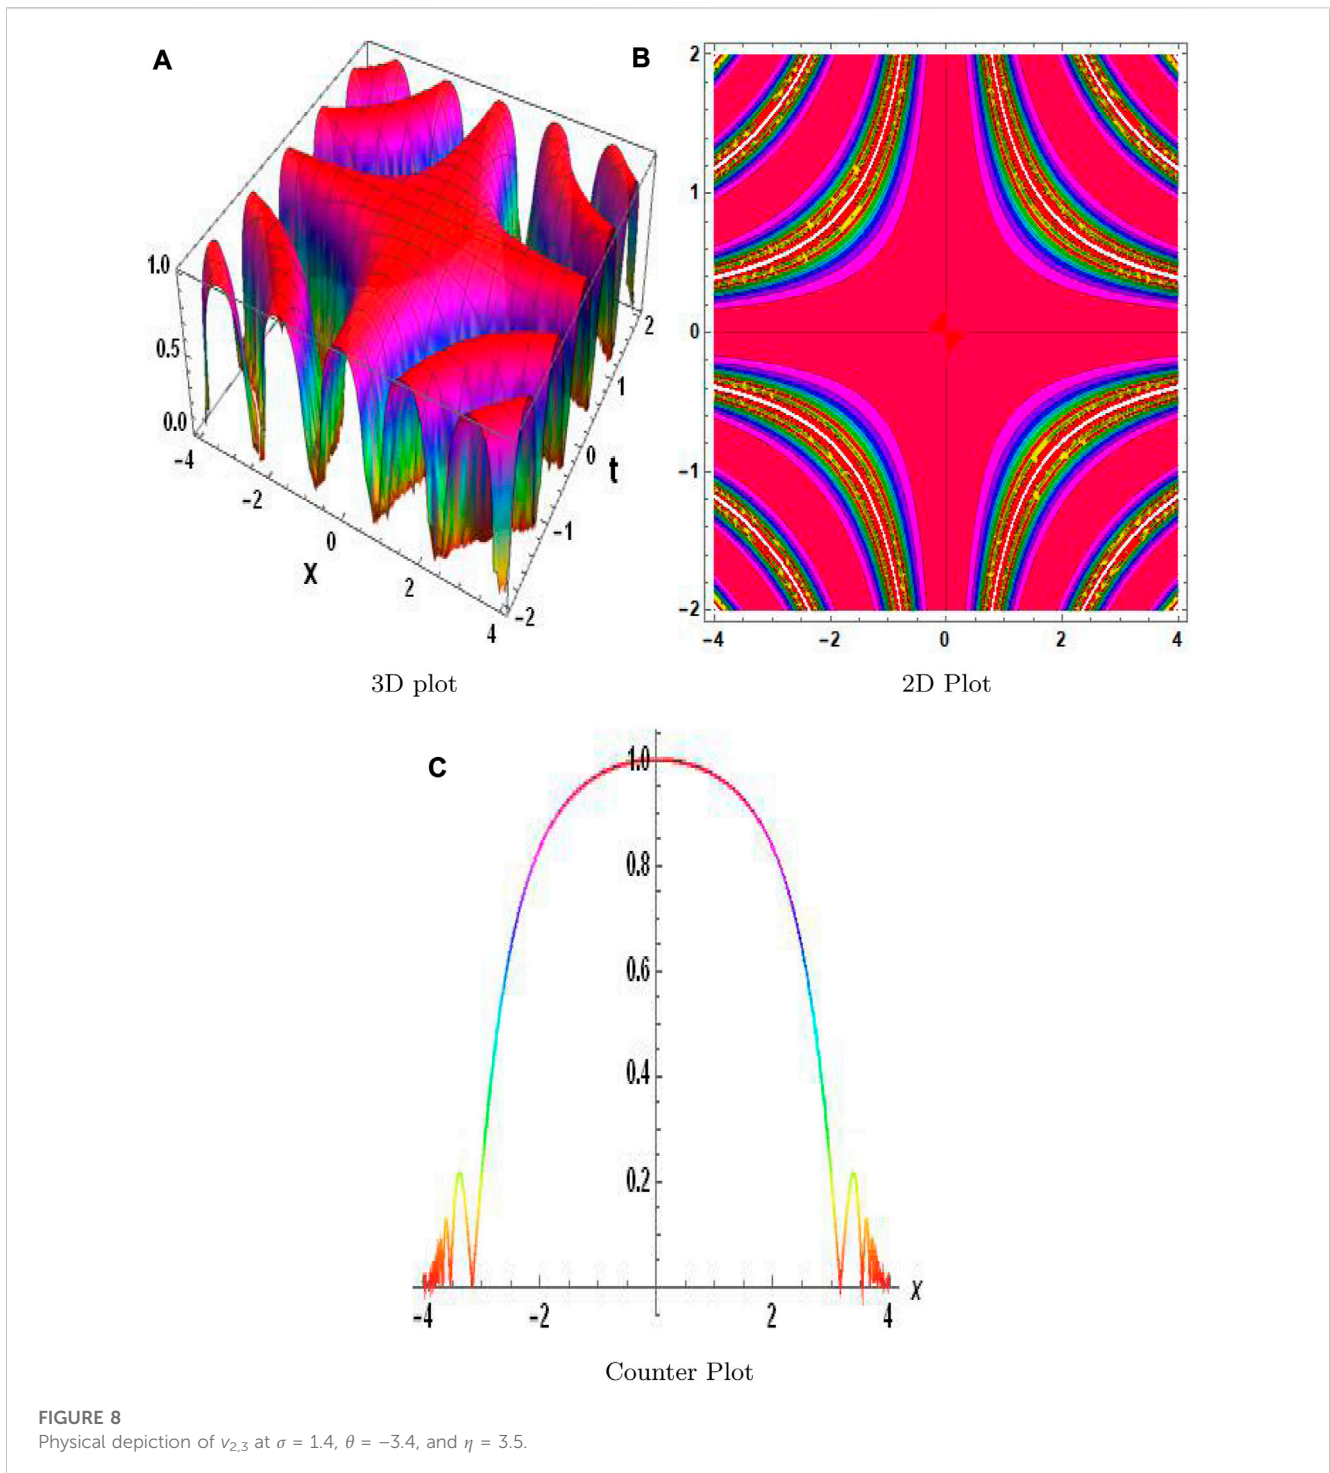 A
1.0
0.5
0.0
-4
-2
0
2
4
X
-2
-1
0
1
2
t
B
2
1
0
-1
-2
-4
-2
0
2
4
3D plot
2D Plot
C
1.0
0.8
0.6
0.4
0.2
-4
-2
2
4
X
Counter Plot
FIGURE 8
Physical depiction of v2,3 at σ = 1.4, θ = −3.4, and η = 3.5.